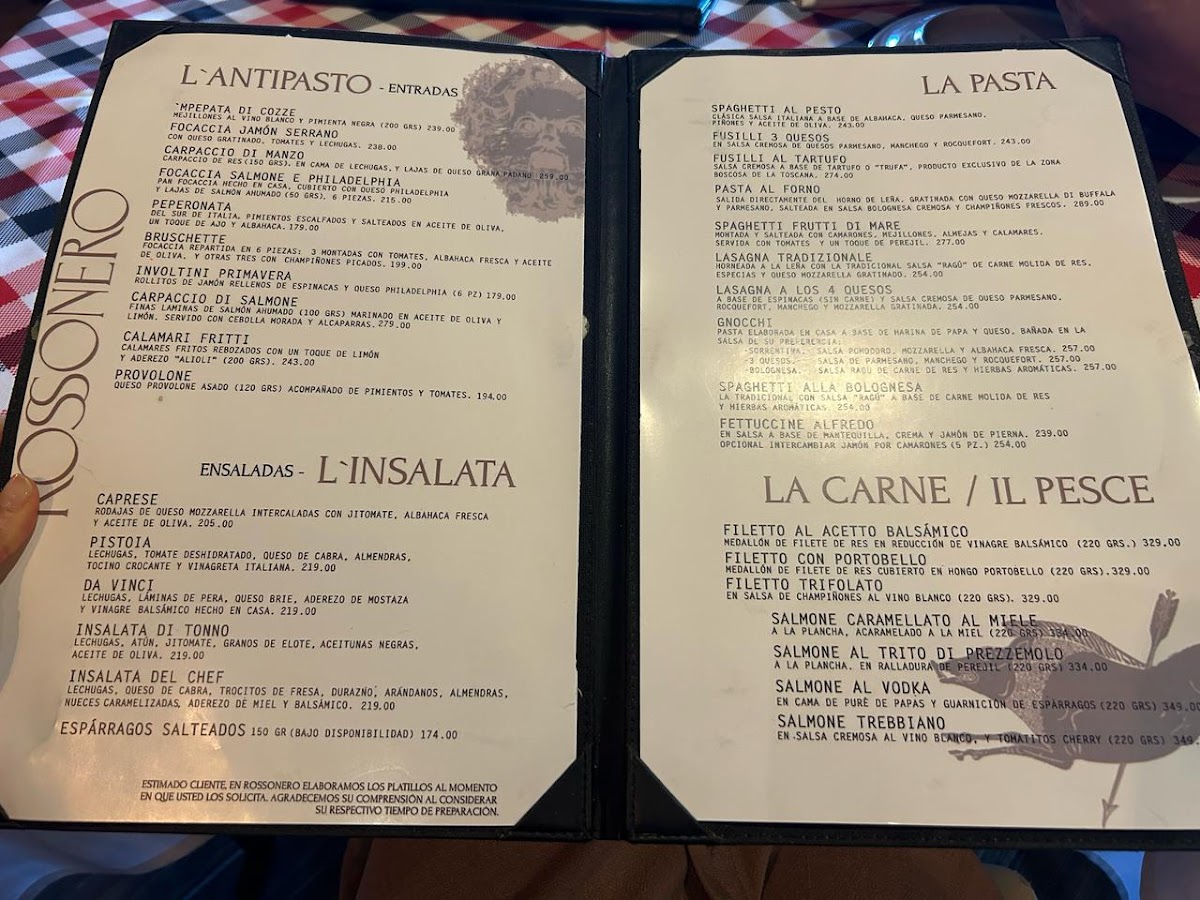 ROSSONERO
L`ANTIPASTO - ENTRADAS
`MPEPATA DI COZZE
MEJILLONES AL VINO BLANCO Y PIMIENTA NEGRA (200 GRS) 239.00
FOCACCIA JAMÓN SERRANO
CON QUESO GRATINADO, TOMATES Y LECHUGAS. 238.00
CARPACCIO DI MANZO
CARPACCIO DE RES(150 GRS). EN CAMA DE LECHUGAS, Y LAJAS DE QUESO GRANA PADANO 259.00
FOCACCIA SALMONE E PHILADELPHIA
PAN FOCACCIA HECHO EN CASA, CUBIERTO CON QUESO PHILADELPHIA
Y LAJAS DE SALMÓN AHUMADO (60 GRS). 6 PIEZAS. 215.00
PEPERONATA
DEL SUR DE ITALIA, PIMIENTOS ESCALFADOS Y SALTEADOS EN ACEITE DE OLIVA,
UN TOQUE DE AJO Y ALBAHACA. 179.00
BRUSCHETTE
FOCACCIA REPARTIDA EN 6 PIEZAS; 3 MONTADAS CON TOMATES, ALBAHACA FRESCA Y ACEITE
DE OLIVA, Y OTRAS TRES CON CHAMPIÑONES PICADOS. 199.00
INVOLTINI PRIMAVERA
ROLLITOS DE JAMÓN RELLENOS DE ESPINACAS Y QUESO PHILADELPHIA (6 PZ) 179.00
CARPACCIO DI SALMONE
FINAS LAMINAS DE SALMÓN AHUMADO (100 GRS) MARINADO EN ACEITE DE OLIVA Y
LIMÓN. SERVIDO CON CEBOLLA MORADA Y ALCAPARRAS. 279.00
CALAMARI FRITTI
CALAMARES FRITOS REBOZADOS CON UN TOQUE DE LIMÓN
Y ADEREZO "ALIOLI" (200 GRS). 243.00
PROVOLONE
QUESO PROVOLONE ASADO (120 GRS) ACOMPAÑADO DE PIMIENTOS Y TOMATES. 194.00
ENSALADAS - L`INSALATA
CAPRESE
RODAJAS DE QUESO MOZZARELLA INTERCALADAS CON JITOMATE, ALBAHACA FRESCA
Y ACEITE DE OLIVA. 205.00
PISTOIA
LECHUGAS, TOMATE DESHIDRATADO, QUESO DE CABRA, ALMENDRAS,
TOCINO CROCANTE Y VINAGRETA ITALIANA. 219.00
DA VINCI
LECHUGAS, LÁMINAS DE PERA, QUESO BRIE, ADEREZO DE MOSTAZA
Y VINAGRE BALSÁMICO HECHO EN CASA. 219.00
INSALATA DI TONNO
LECHUGAS, ATÚN, JITOMATE, GRANOS DE ELOTE, ACEITUNAS NEGRAS,
ACEITE DE OLIVA. 219.00
INSALATA DEL CHEF
LECHUGAS, QUESO DE CABRA, TROCITOS DE FRESA, DURAZNO, ARÁNDANOS, ALMENDRAS,
NUECES CARAMELIZADAS, ADEREZO DE MIEL Y BALSÁMICO. 219.00
ESPÁRRAGOS SALTEADOS 150 GR (BAJO DISPONIBILIDAD) 174.00
ESTIMADO CLIENTE, EN ROSSONERO ELABORAMOS LOS PLATILLOS AL MOMENTO
EN QUE USTED LOS SOLICITA. AGRADECEMOS SU COMPRENSIÓN AL CONSIDERAR
SU RESPECTIVO TIEMPO DE PREPARACIÓN.
LA PASTA
SPAGHETTI AL PESTO
CLÁSICA SALSA ITALIANA A BASE DE ALBAHACA, QUESO PARMESANO,
PIÑONES Y ACEITE DE OLIVA. 243.00
FUSILLI 3 QUESOS
EN SALSA CREMOSA DE QUESOS PARMESANO, MANCHEGO Y ROCQUEFORT. 243.00
FUSILLI AL TARTUFO
SALSA CREMOSA A BASE DE TARTUFO O "TRUFA", PRODUCTO EXCLUSIVO DE LA ZONA
BOSCOSA DE LA TOSCANA. 274.00
PASTA AL FORNO
SALIDA DIRECTAMENTE DEL HORNO DE LEÑA. GRATINADA CON QUESO MOZZARELLA DI BUFFALA
Y PARMESANO, SALTEADA EN SALSA BOLOGNESA CREMOSA Y CHAMPIÑONES FRESCOS. 289.00
SPAGHETTI FRUTTI DI MARE
MONTADA Y SALTEADA CON CAMARONES, MEJILLONES, ALMEJAS Y CALAMARES.
SERVIDA CON TOMATES Y UN TOQUE DE PEREJIL. 277.00
LASAGNA TRADIZIONALE
HORNEADA A LA LEÑA CON LA TRADICIONAL SALSA "RAGÚ" DE CARNE MOLIDA DE RES,
ESPECIAS Y QUESO MOZZARELLA GRATINADO. 254.00
LASAGNA A LOS 4 QUESOS
A BASE DE ESPINACAS (SIN CARNE) Y SALSA CREMOSA DE QUESO PARMESANO,
ROCQUEFORT, MANCHEGO Y MOZZARELLA GRATINADA. 254.00
GNOCCHI
PASTA ELABORADA EN CASA A BASE DE HARINA DE PAPA Y QUESO, BAÑADA EN LA
SALSA DE SU PREFERENCIA:
-SORRENTINA.- SALSA POMODORO, MOZZARELLA Y ALBAHACA FRESCA. 257.00
-3 QUESOS.- SALSA DE PARMESANO, MANCHEGO Y ROCQUEFORT. 257.00
-BOLOGNESA.- SALSA RAGÚ DE CARNE DE RES Y HIERBAS AROMÁTICAS. 257.00
SPAGHETTI ALLA BOLOGNESA
LA TRADICIONAL CON SALSA "RAGÚ" A BASE DE CARNE MOLIDA DE RES
Y HIERBAS AROMÁTICAS. 254.00
FETTUCCINE ALFREDO
EN SALSA A BASE DE MANTEQUILLA, CREMA Y JAMÓN DE PIERNA. 239.00
OPCIONAL INTERCAMBIAR JAMÓN POR CAMARONES (5 PZ.) 254.00
LA CARNE / IL PESCE
FILETTO AL ACETTO BALSÁMICO
MEDALLÓN DE FILETE DE RES EN REDUCCIÓN DE VINAGRE BALSÁMICO (220 GRS.) 329.00
FILETTO CON PORTOBELLO
MEDALLÓN DE FILETE DE RES CUBIERTO EN HONGO PORTOBELLO (220 GRS).329.00
FILETTO TRIFOLATO
EN SALSA DE CHAMPIÑONES AL VINO BLANCO (220 GRS). 329.00
SALMONE CARAMELLATO AL MIELE
A LA PLANCHA, ACARAMELADO A LA MIEL (220 GRS) 334.00
SALMONE AL TRITO DI PREZZEMOLO
A LA PLANCHA. EN RALLADURA DE PEREJIL (220 GRS) 334.00
SALMONE AL VODKA
EN CAMA DE PURÉ DE PAPAS Y GUARNICIÓN DE ESPÁRRAGOS (220 GRS) 349.00
SALMONE TREBBIANO
EN SALSA CREMOSA AL VINO BLANCO, Y TOMATITOS CHERRY (220 GRS) 349.